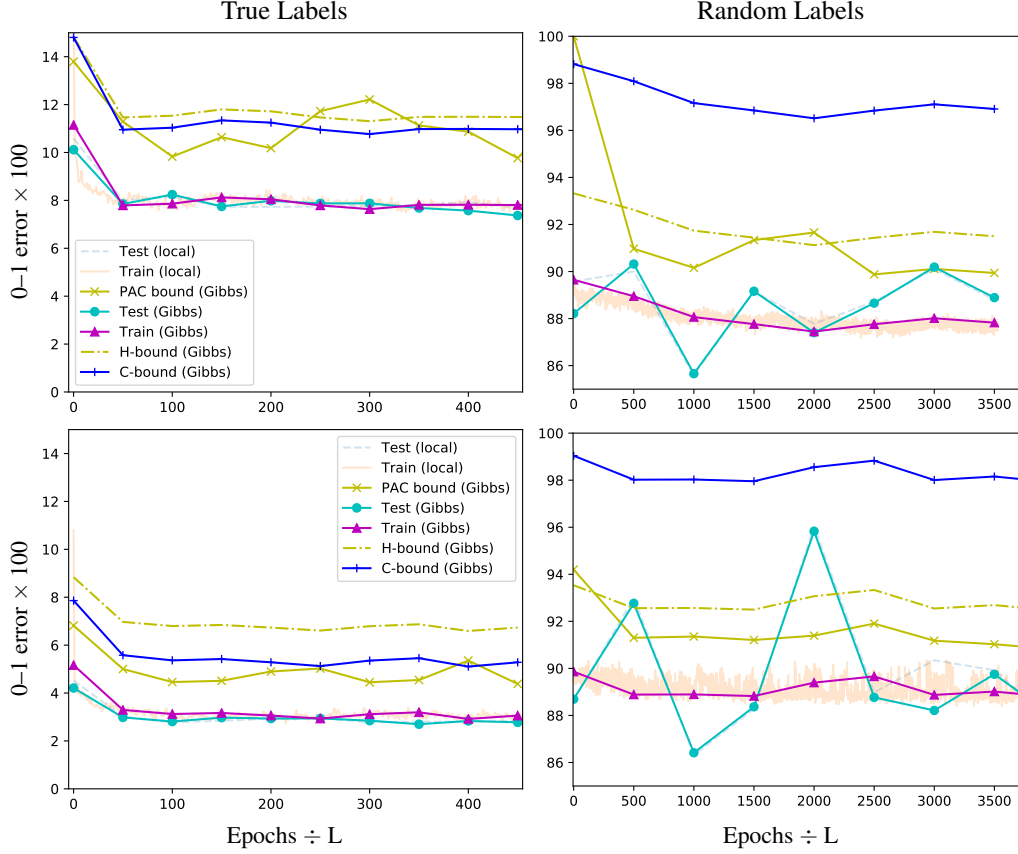 True Labels
Random Labels
0–1 error × 100
14
12
10
8
6
4
2
0
Test (local)
Train (local)
PAC bound (Gibbs)
Test (Gibbs)
Train (Gibbs)
H-bound (Gibbs)
C-bound (Gibbs)
0 100 200 300 400
100
98
96
94
92
90
88
86
0 500 1000 1500 2000 2500 3000 3500
0–1 error × 100
14
12
10
8
6
4
2
0
Test (local)
Train (local)
PAC bound (Gibbs)
Test (Gibbs)
Train (Gibbs)
H-bound (Gibbs)
C-bound (Gibbs)
0 100 200 300 400
Epochs ÷ L
100
98
96
94
92
90
88
86
0 500 1000 1500 2000 2500 3000 3500
Epochs ÷ L